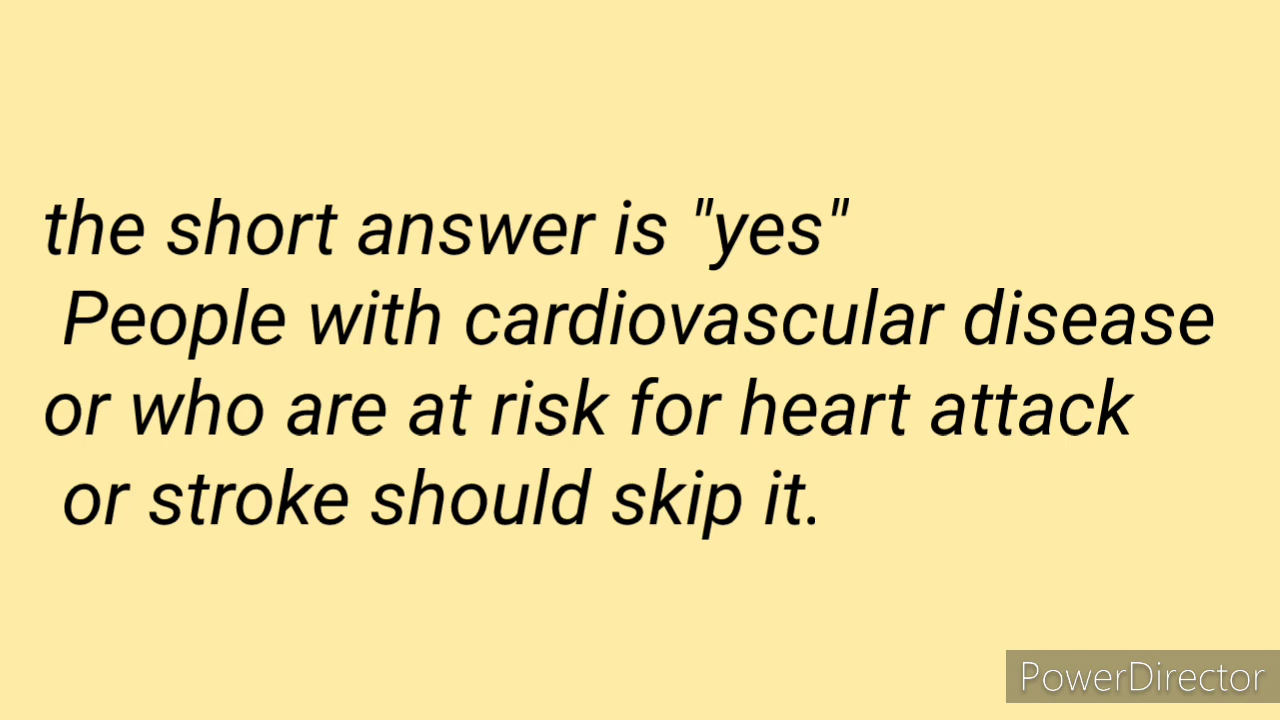 the short answer is "yes"
People with cardiovascular disease
or who are at risk for heart attack
or stroke should skip it.
PowerDirector